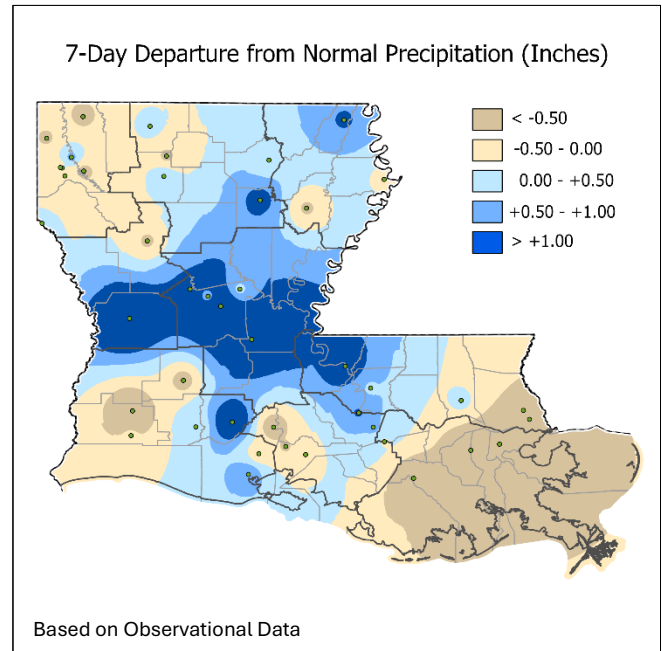 7-Day Departure from Normal Precipitation (Inches)
< -0.50
-0.50 - 0.00
0.00 - +0.50
+0.50 - +1.00
> +1.00
Based on Observational Data